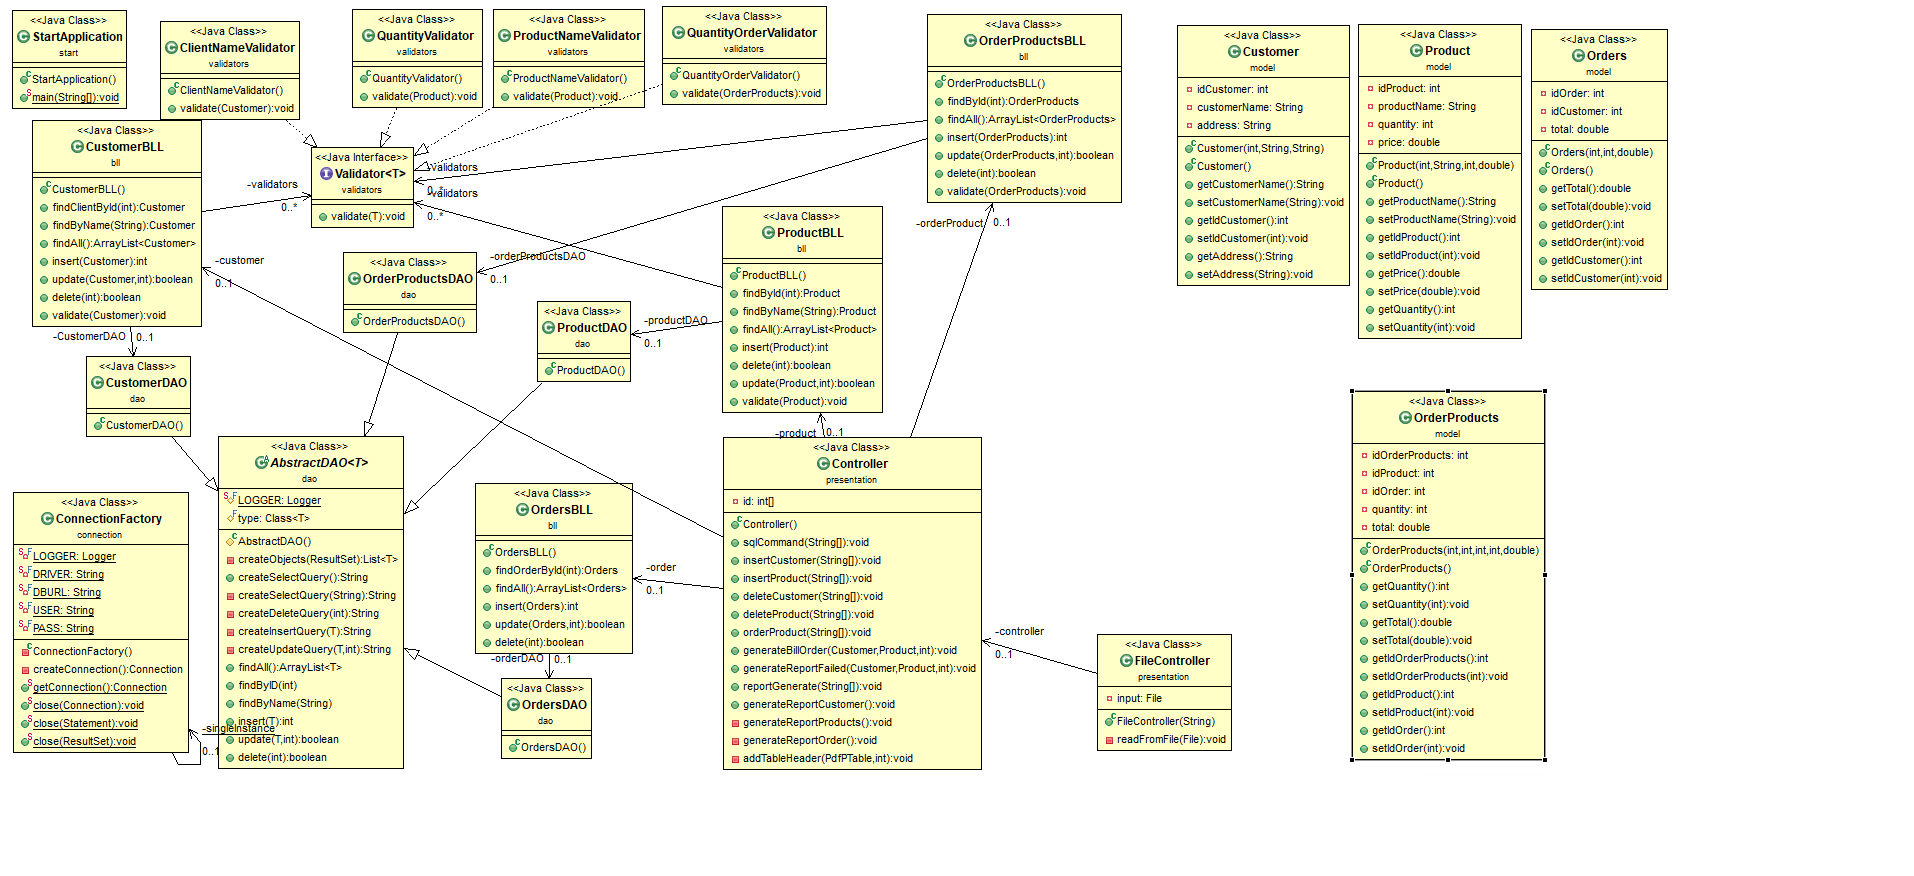 <<Java Class>>
StartApplication
start
StartApplication()
main(String[]):void
<<Java Class>>
ClientNameValidator
validators
ClientNameValidator()
validate(Customer):void
<<Java Class>>
QuantityValidator
validators
QuantityValidator()
validate(Product):void
<<Java Class>>
ProductNameValidator
validators
ProductNameValidator()
validate(Product):void
<<Java Class>>
QuantityOrderValidator
validators
QuantityOrderValidator()
validate(OrderProducts):void
<<Java Class>>
OrderProductsBLL
bll
OrderProductsBLL()
findById(int):OrderProducts
findAll():ArrayList<OrderProducts>
insert(OrderProducts):int
update(OrderProducts,int):boolean
delete(int):boolean
validate(OrderProducts):void
<<Java Class>>
Customer
model
idCustomer: int
customerName: String
address: String
Customer(int,String,String)
Customer()
getCustomerName():String
setCustomerName(String):void
getIdCustomer():int
setIdCustomer(int):void
getAddress():String
setAddress(String):void
<<Java Class>>
Product
model
idProduct: int
productName: String
quantity: int
price: double
Product(int,String,int,double)
Product()
getProductName():String
setProductName(String):void
getIdProduct():int
setIdProduct(int):void
getPrice():double
setPrice(double):void
getQuantity():int
setQuantity(int):void
<<Java Class>>
Orders
model
idOrder: int
idCustomer: int
total: double
Orders(int,int,double)
Orders()
getTotal():double
setTotal(double):void
getIdOrder():int
setIdOrder(int):void
getIdCustomer():int
setIdCustomer(int):void
<<Java Class>>
CustomerBLL
bll
CustomerBLL()
findClientById(int):Customer
findByName(String):Customer
findAll():ArrayList<Customer>
insert(Customer):int
update(Customer,int):boolean
delete(int):boolean
validate(Customer):void
-validators
0..*
<<Java Interface>>
Validator<T>
validators
validate(T):void
-validators
0..*
-validators
0..*
-customer
0..1
<<Java Class>>
OrderProductsDAO
dao
OrderProductsDAO()
-orderProductsDAO
0..1
<<Java Class>>
ProductDAO
dao
ProductDAO()
-productDAO
0..1
<<Java Class>>
ProductBLL
bll
ProductBLL()
findById(int):Product
findByName(String):Product
findAll():ArrayList<Product>
insert(Product):int
delete(int):boolean
update(Product,int):boolean
validate(Product):void
-orderProduct
0..1
-CustomerDAO
0..1
<<Java Class>>
CustomerDAO
dao
CustomerDAO()
<<Java Class>>
AbstractDAO<T>
dao
LOGGER: Logger
type: Class<T>
AbstractDAO()
createObjects(ResultSet):List<T>
createSelectQuery():String
createSelectQuery(String):String
createDeleteQuery(int):String
createInsertQuery(T):String
createUpdateQuery(T,int):String
findAll():ArrayList<T>
findByID(int)
findByName(String)
insert(T):int
update(T,int):boolean
delete(int):boolean
<<Java Class>>
ConnectionFactory
connection
LOGGER: Logger
DRIVER: String
DBURL: String
USER: String
PASS: String
ConnectionFactory()
createConnection():Connection
getConnection():Connection
close(Connection):void
close(Statement):void
close(ResultSet):void
-singleInstance
0..1
<<Java Class>>
OrdersBLL
bll
OrdersBLL()
findOrderById(int):Orders
findAll():ArrayList<Orders>
insert(Orders):int
update(Orders,int):boolean
delete(int):boolean
-orderDAO
0..1
<<Java Class>>
OrdersDAO
dao
OrdersDAO()
-order
0..1
-product
0..1
<<Java Class>>
Controller
presentation
id: int[]
Controller()
sqlCommand(String[]):void
insertCustomer(String[]):void
insertProduct(String[]):void
deleteCustomer(String[]):void
deleteProduct(String[]):void
orderProduct(String[]):void
generateBillOrder(Customer,Product,int):void
generateReportFailed(Customer,Product,int):void
reportGenerate(String[]):void
generateReportCustomer():void
generateReportProducts():void
generateReportOrder():void
addTableHeader(PdfPTable,int):void
-controller
0..1
<<Java Class>>
FileController
presentation
input: File
FileController(String)
readFromFile(File):void
<<Java Class>>
OrderProducts
model
idOrderProducts: int
idProduct: int
idOrder: int
quantity: int
total: double
OrderProducts(int,int,int,int,double)
OrderProducts()
getQuantity():int
setQuantity(int):void
getTotal():double
setTotal(double):void
getIdOrderProducts():int
setIdOrderProducts(int):void
getIdProduct():int
setIdProduct(int):void
getIdOrder():int
setIdOrder(int):void